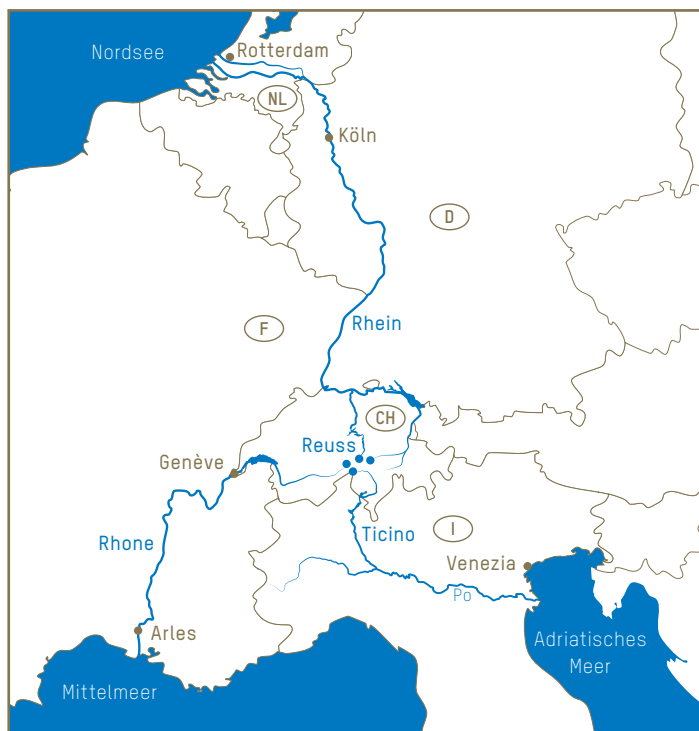 Nordsee
Rotterdam
NL
Köln
D
Rhein
F
CH
Reuss
Genève
Rhone
Ticino
I
Venezia
Po
Arles
Adriatisches
Meer
Mittelmeer